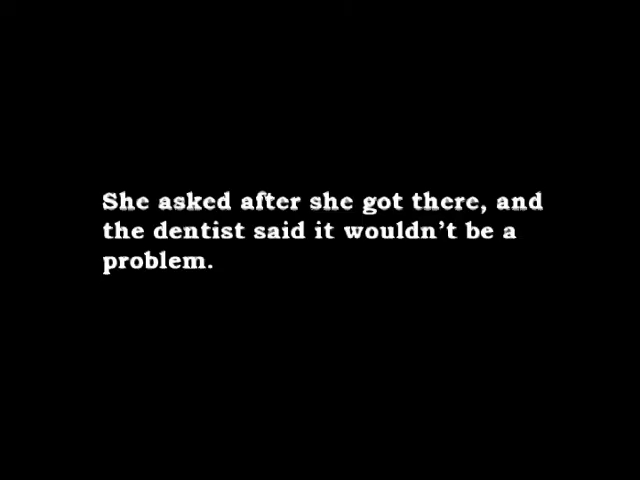 She asked after she got there, and
the dentist said it wouldn't be a
problem.